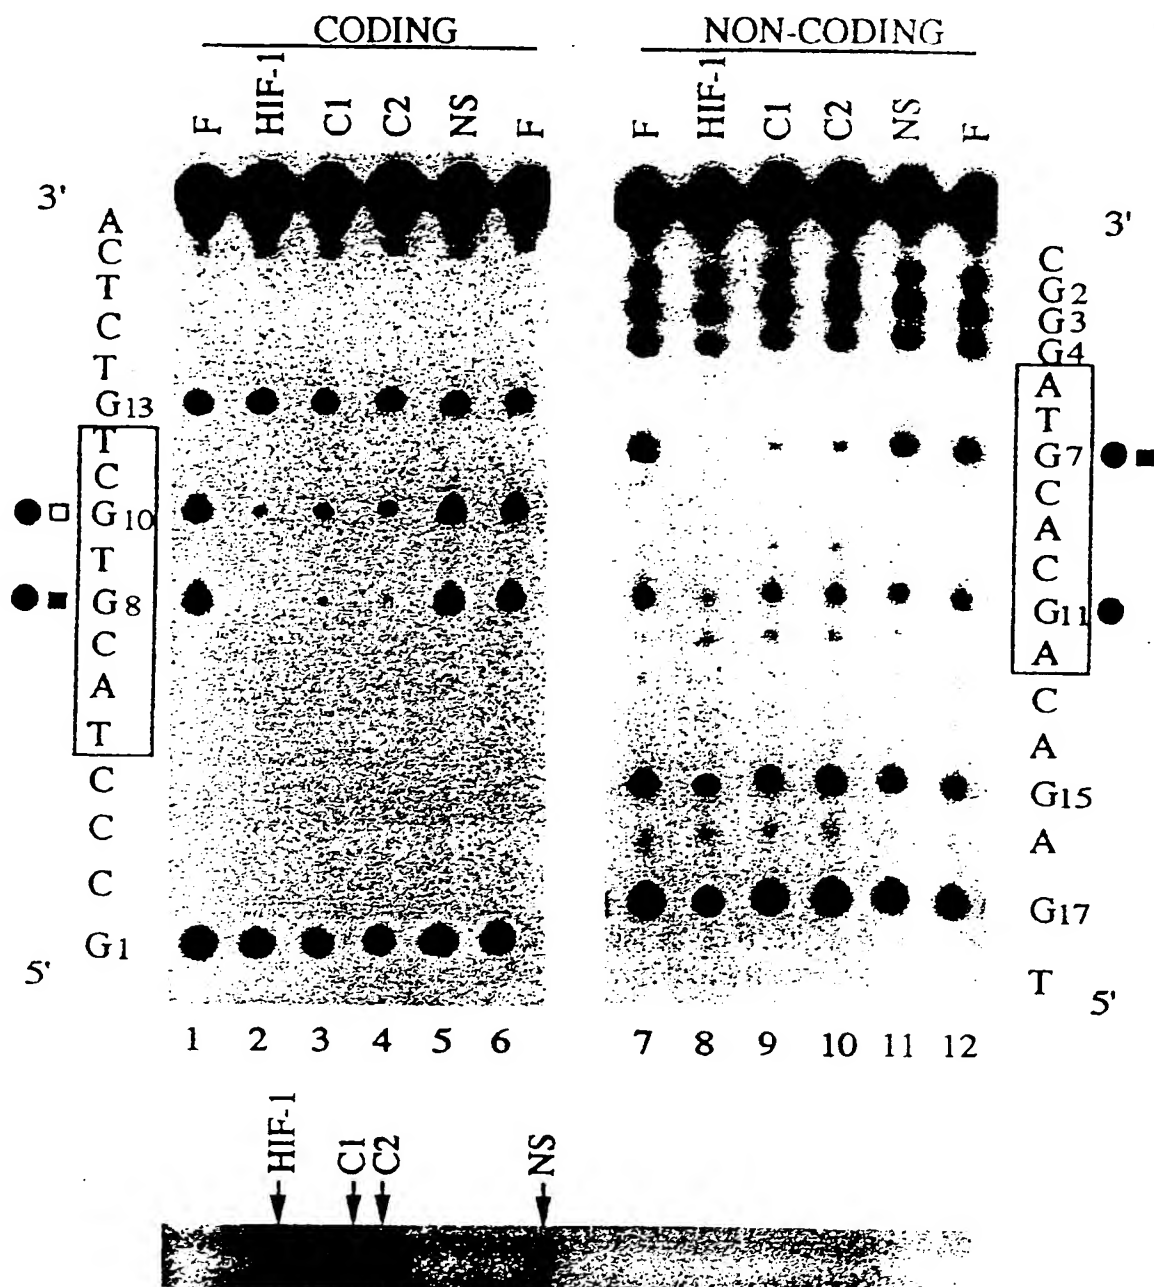 CODING
NON-CODING
F HIF-1 C1 C2 NS F
F HIF-1 C1 C2 NS F
3'
A
C
T
C
T
G13
T
C
G10
T
G8
C
A
T
C
C
C
G1
5'
3'
C
G2
G3
G4
A
T
G7
C
A
C
G11
A
C
A
G15
A
G17
T
5'
1 2 3 4 5 6
7 8 9 10 11 12
HIF-1 C1 C2 NS